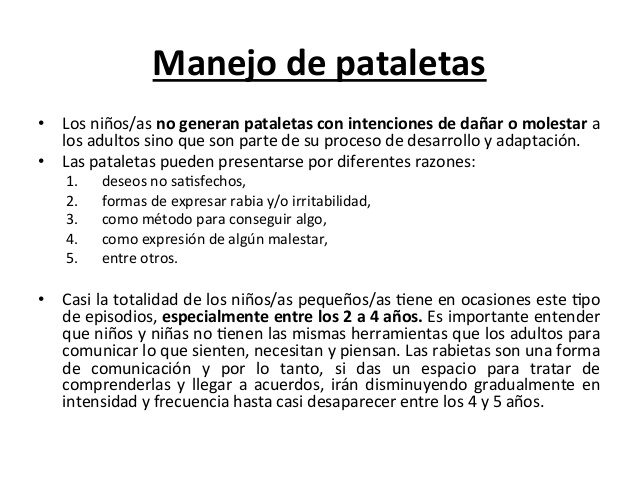 Manejo de pataletas
• Los niños/as no generan pataletas con intenciones de dañar o molestar a
los adultos sino que son parte de su proceso de desarrollo y adaptación.
• Las pataletas pueden presentarse por diferentes razones:
1. deseos no satisfechos,
2. formas de expresar rabia y/o irritabilidad,
3. como método para conseguir algo,
4. como expresión de algún malestar,
5. entre otros.
• Casi la totalidad de los niños/as pequeños/as tiene en ocasiones este tipo
de episodios, especialmente entre los 2 a 4 años. Es importante entender
que niños y niñas no tienen las mismas herramientas que los adultos para
comunicar lo que sienten, necesitan y piensan. Las rabietas son una forma
de comunicación y por lo tanto, si das un espacio para tratar de
comprenderlas y llegar a acuerdos, irán disminuyendo gradualmente en
intensidad y frecuencia hasta casi desaparecer entre los 4 y 5 años.